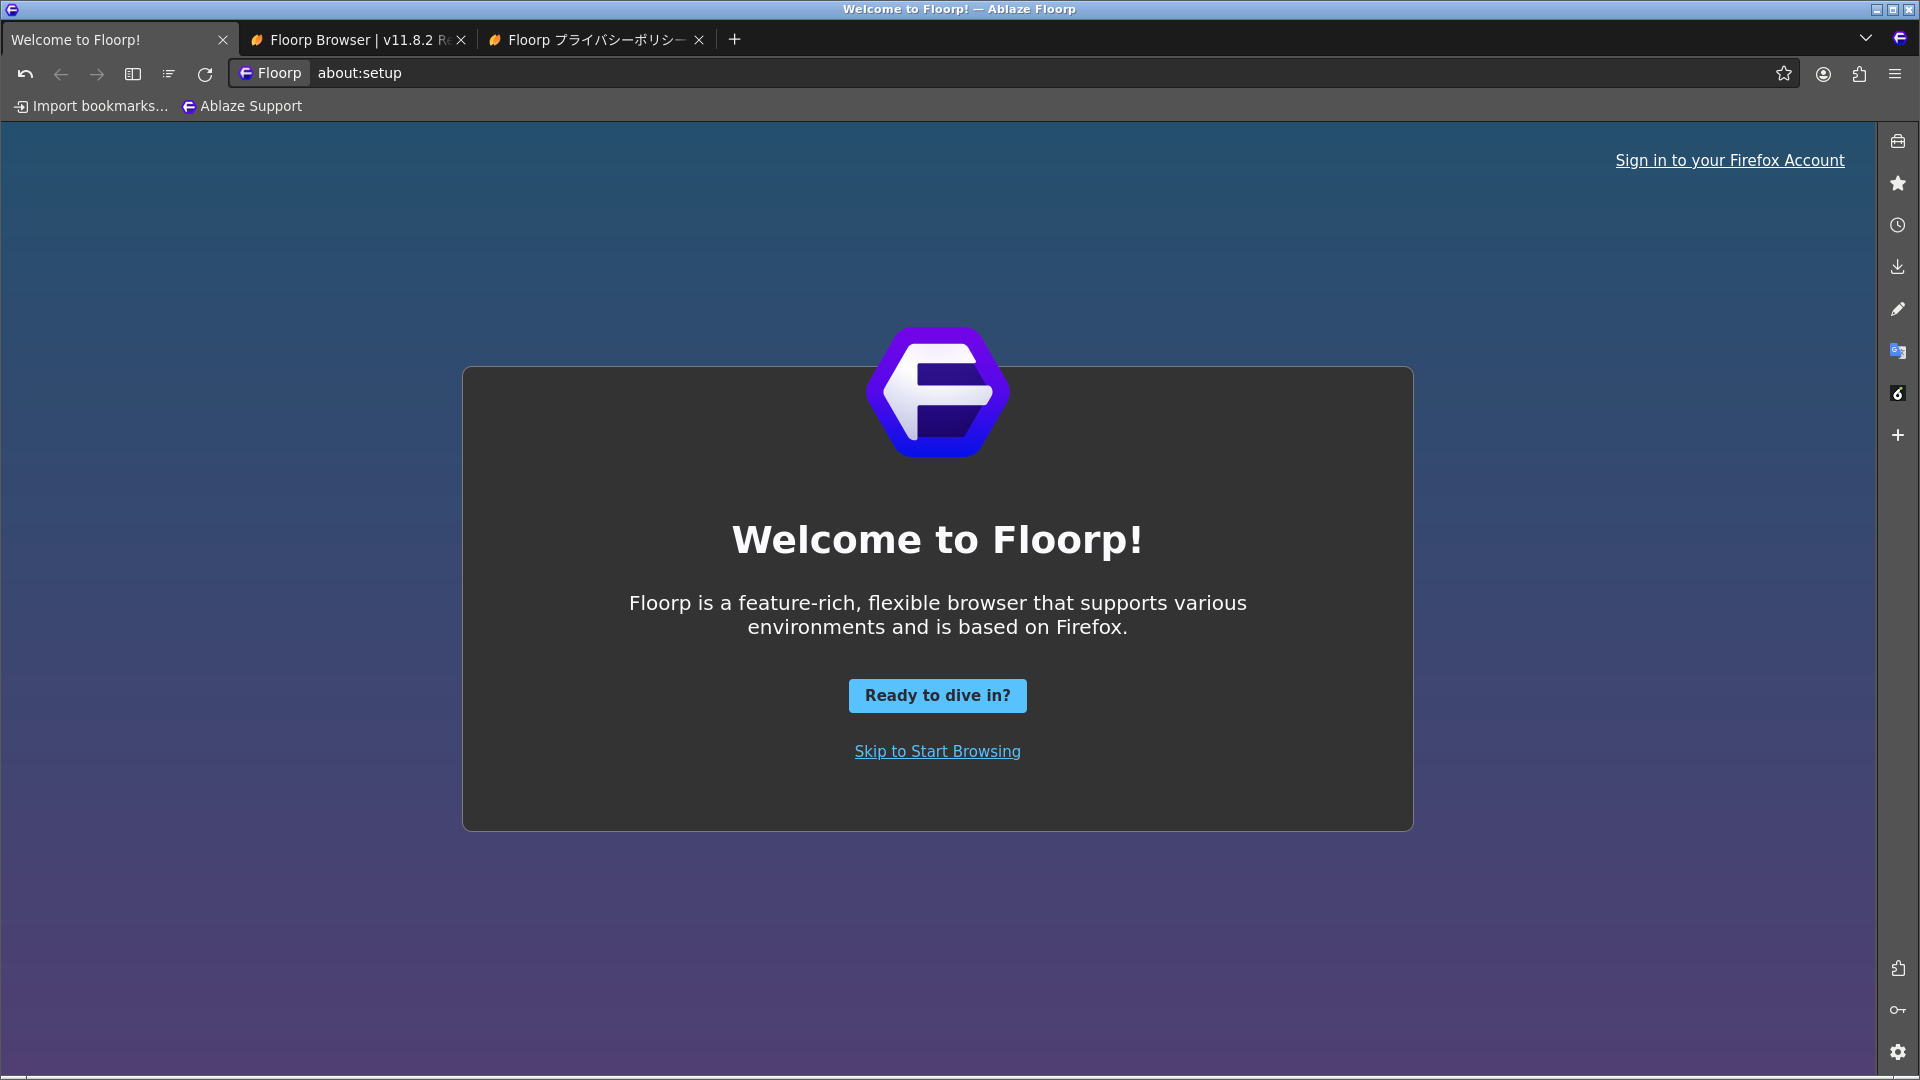 Welcome to Floorp! — Ablaze Floorp
Welcome to Floorp!
Floorp Browser | v11.8.2
Floorp プライバシーポリシー
Floorp
about:setup
Import bookmarks...
Ablaze Support
Sign in to your Firefox Account
Welcome to Floorp!
Floorp is a feature-rich, flexible browser that supports various
environments and is based on Firefox.
Ready to dive in?
Skip to Start Browsing